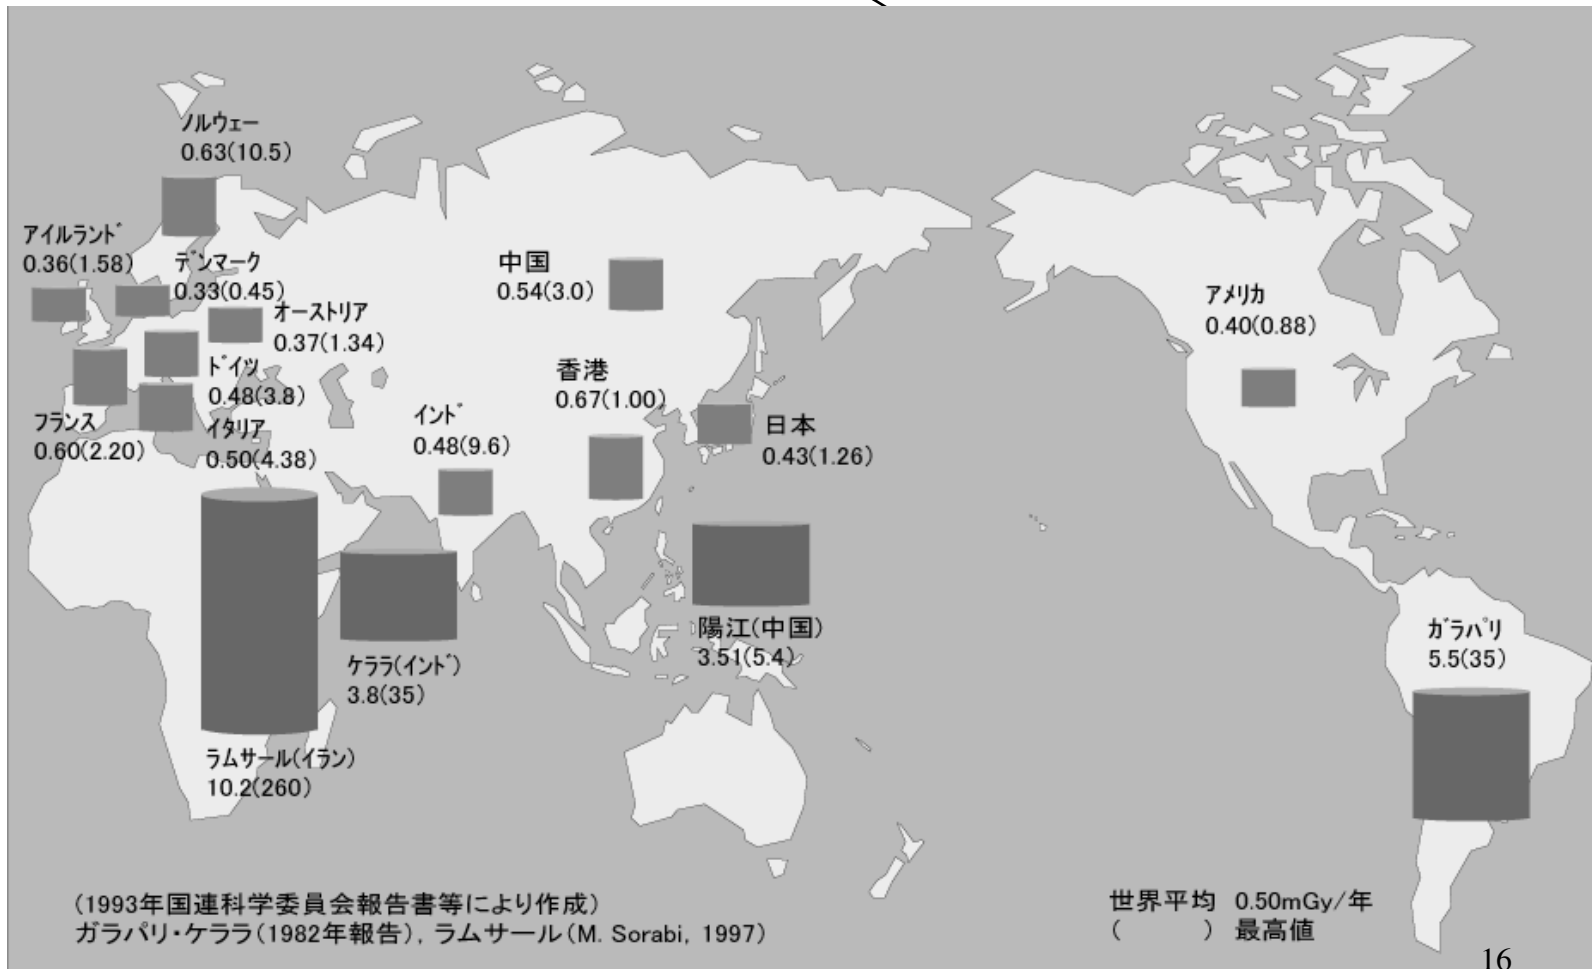 ノルウェー
0.63(10.5)
アイルランド
0.36(1.58)
デンマーク
0.33(0.45)
オーストリア
0.37(1.34)
ドイツ
0.48(3.8)
フランス
0.60(2.20)
イタリア
0.50(4.38)
中国
0.54(3.0)
香港
0.67(1.00)
インド
0.48(9.6)
日本
0.43(1.26)
アメリカ
0.40(0.88)
陽江(中国)
3.51(5.4)
ケララ(インド)
3.8(35)
ラムサール(イラン)
10.2(260)
ガラパリ
5.5(35)
(1993年国連科学委員会報告書等により作成)
ガラパリ・ケララ(1982年報告), ラムサール(M. Sorabi, 1997)
世界平均 0.50mGy/年
( ) 最高値
16